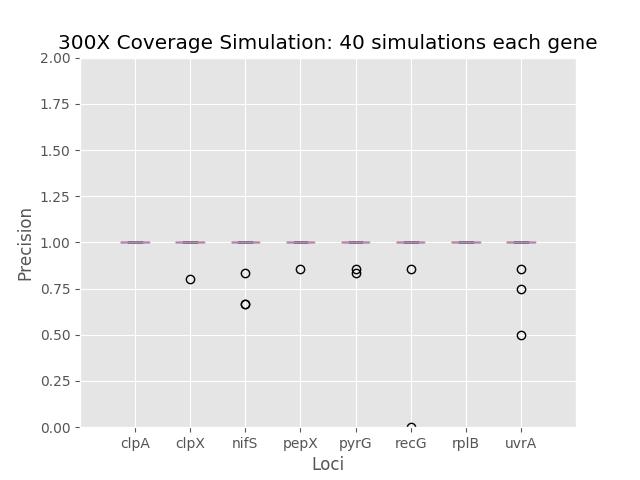 300X Coverage Simulation: 40 simulations each gene
2.00
1.75
1.50
1.25
1.00
0.75
0.50
0.25
0.00
Precision
clpA clpX nifS pepX pyrG recG rplB uvrA
Loci